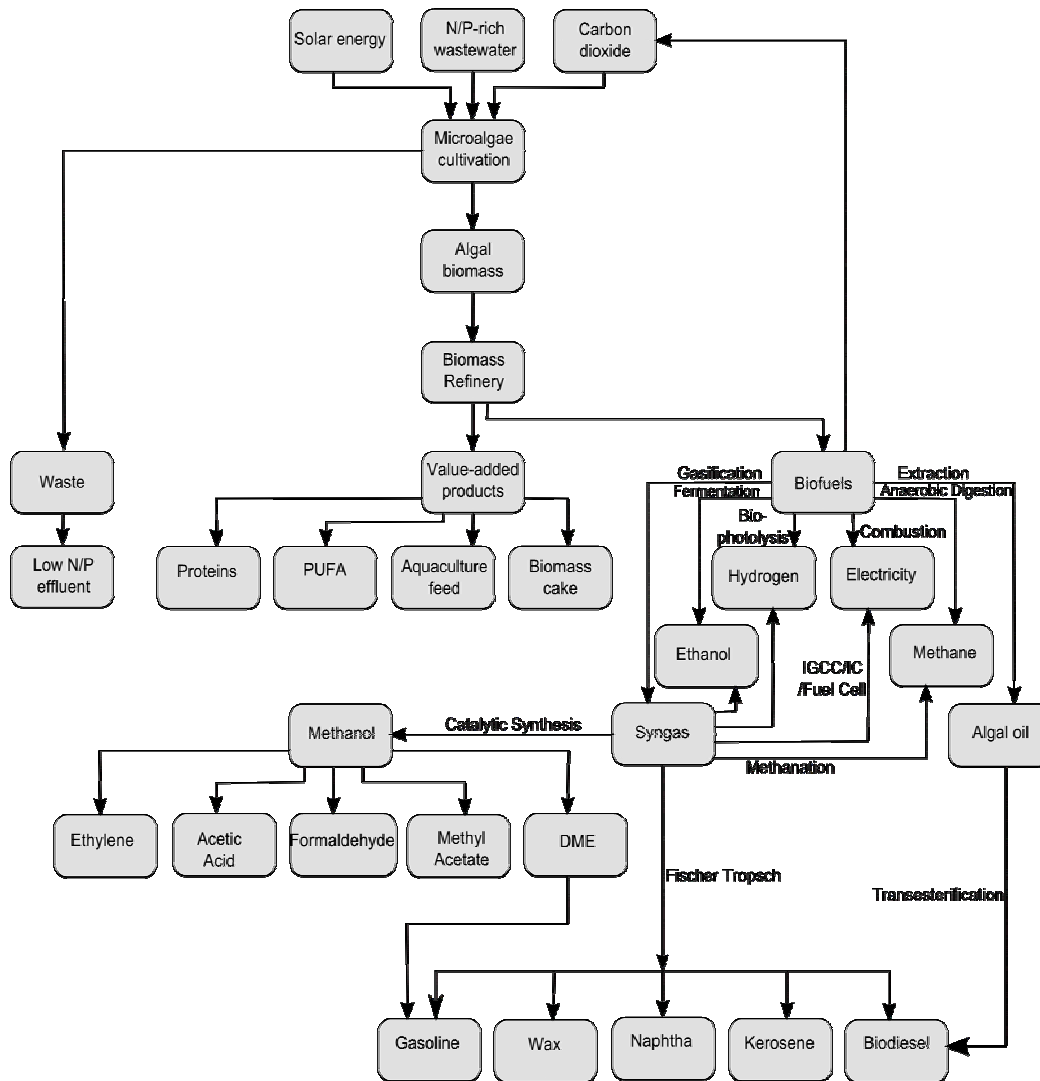 Solar energy
N/P-rich
wastewater
Carbon
dioxide
Microalgae
cultivation
Algal
biomass
Biomass
Refinery
Waste
Value-added
products
Gasification
Fermentation
Biofuels
Extraction
Anaerobic Digestion
Bio-
photolysis
Combustion
Low N/P
effluent
Proteins
PUFA
Aquaculture
feed
Biomass
cake
Hydrogen
Electricity
Ethanol
Methane
IGCC/IC
/Fuel Cell
Methanol
Catalytic Synthesis
Syngas
Algal oil
Methanation
Ethylene
Acetic
Acid
Formaldehyde
Methyl
Acetate
DME
Fischer Tropsch
Transesterification
Gasoline
Wax
Naphtha
Kerosene
Biodiesel